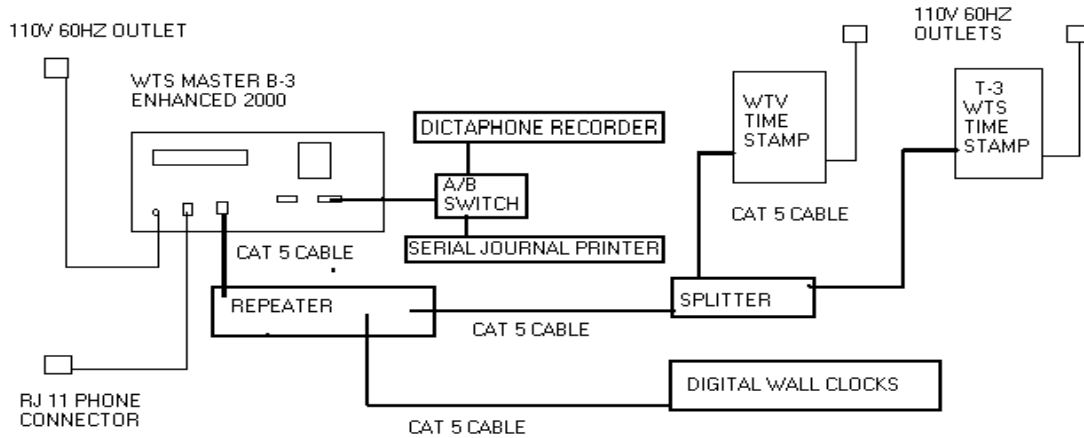 110V 60HZ OUTLET
110V 60HZ
OUTLETS
WTS MASTER B-3
ENHANCED 2000
DICTAPHONE RECORDER
A/B
SWITCH
SERIAL JOURNAL PRINTER
WTV
TIME
STAMP
T-3
WTS
TIME
STAMP
CAT 5 CABLE
CAT 5 CABLE
REPEATER
SPLITTER
CAT 5 CABLE
RJ 11 PHONE
CONNECTOR
DIGITAL WALL CLOCKS
CAT 5 CABLE